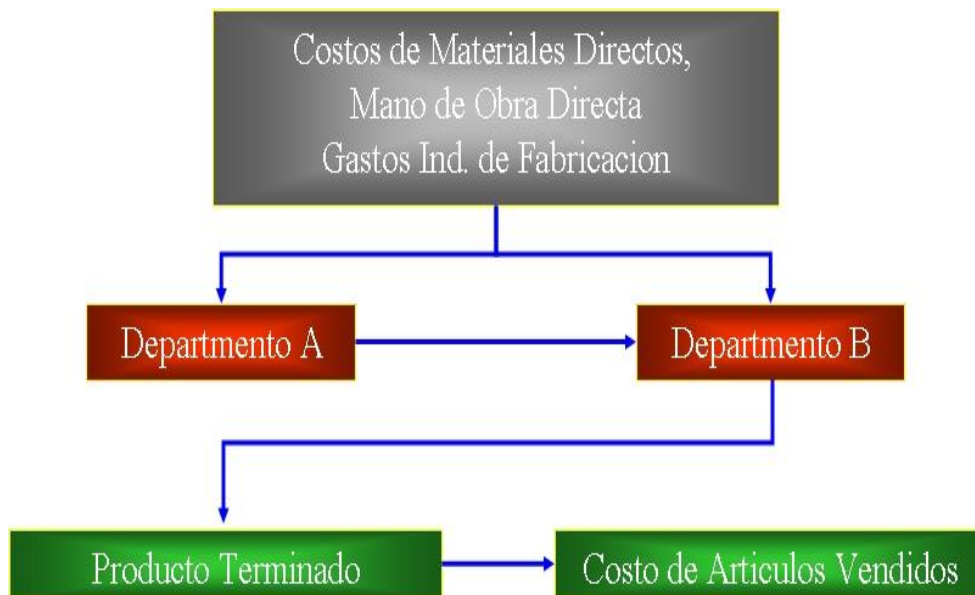 Costos de Materiales Directos,
Mano de Obra Directa
Gastos Ind. de Fabricacion
Departmento A
Departmento B
Producto Terminado
Costo de Articulos Vendidos